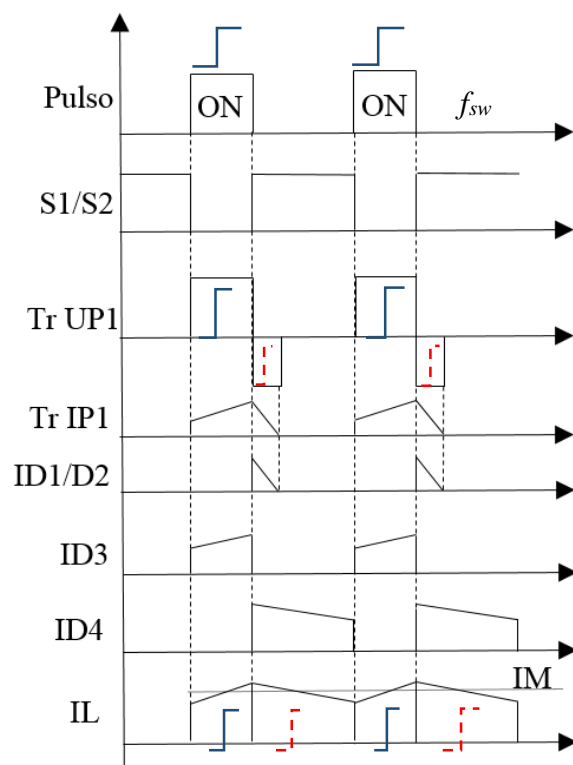 Pulso
ON
ON
fsw
S1/S2
Tr UP1
Tr IP1
ID1/D2
ID3
ID4
IM
IL